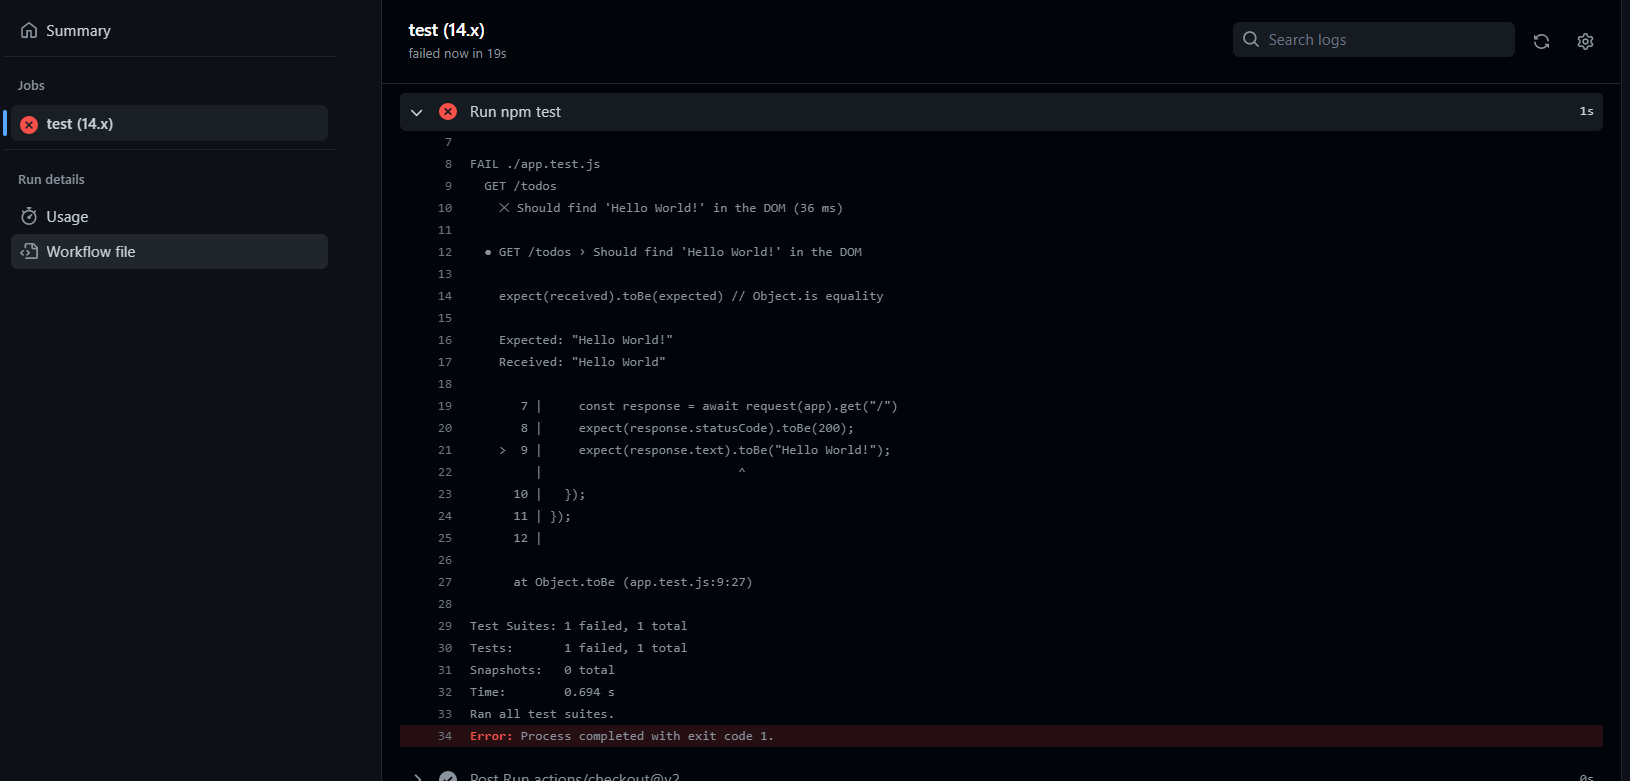 Summary
Jobs
test (14.x)
Run details
Usage
Workflow file
test (14.x)
failed now in 19s
Search logs
Run npm test 1s
7
8 FAIL ./app.test.js
9 GET /todos
10 ✕ Should find 'Hello World!' in the DOM (36 ms)
11
12 ● GET /todos › Should find 'Hello World!' in the DOM
13
14 expect(received).toBe(expected) // Object.is equality
15
16 Expected: "Hello World!"
17 Received: "Hello World"
18
19 7 | const response = await request(app).get("/")
20 8 | expect(response.statusCode).toBe(200);
21 > 9 | expect(response.text).toBe("Hello World!");
22 | ^
23 10 | });
24 11 | });
25 12 |
26
27 at Object.toBe (app.test.js:9:27)
28
29 Test Suites: 1 failed, 1 total
30 Tests: 1 failed, 1 total
31 Snapshots: 0 total
32 Time: 0.694 s
33 Ran all test suites.
34 Error: Process completed with exit code 1.
Post Run actions/checkout@v2 0s